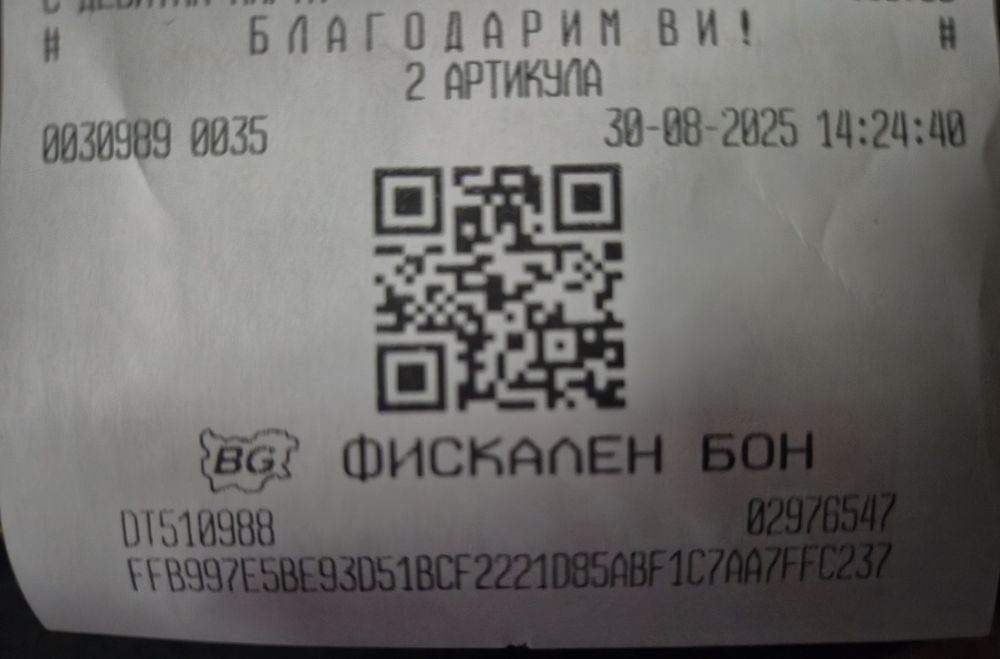 # БЛАГОДАРИМ ВИ! #
2 АРТИКУЛА
0030989 0035 30-08-2025 14:24:40
BG ФИСКАЛЕН БОН
DT510988 02976547
FFB997E5BE93D51BCF2221D85ABF1C7AA7FFC237